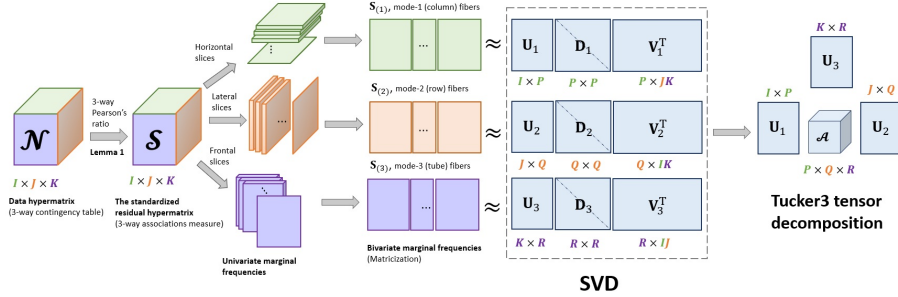 S(1), mode-1 (column) fibers
Horizontal
slices
...
...
≈
U1
D1
V1^T
I × P
P × P
P × JK
K × R
U3
3-way
Pearson's
ratio
N
Lemma 1
S
I × J × K
Data hypermatrix
(3-way contingency table)
I × J × K
The standardized
residual hypermatrix
(3-way associations measure)
Lateral
slices
...
S(2), mode-2 (row) fibers
...
≈
U2
D2
V2^T
J × Q
Q × Q
Q × IK
Frontal
slices
...
Univariate marginal
frequencies
S(3), mode-3 (tube) fibers
...
≈
U3
D3
V3^T
K × R
R × R
R × IJ
Bivariate marginal frequencies
(Matricization)
SVD
I × P
U1
A
J × Q
U2
P × Q × R
Tucker3 tensor
decomposition